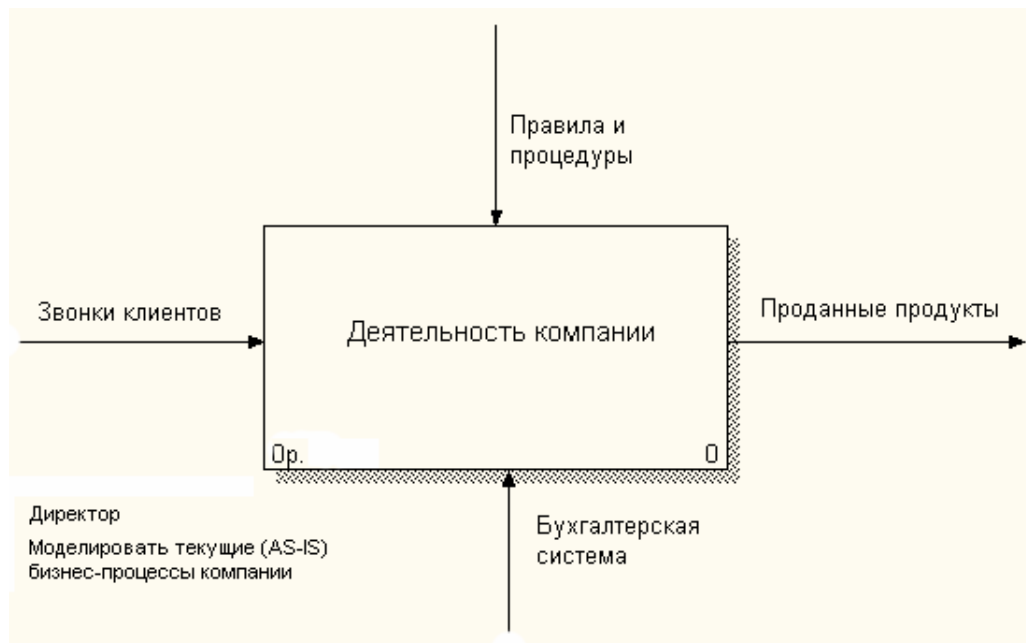 Правила и
процедуры
Звонки клиентов
Деятельность компании
Проданные продукты
0р.
0
Директор
Моделировать текущие (AS-IS)
бизнес-процессы компании
Бухгалтерская
система